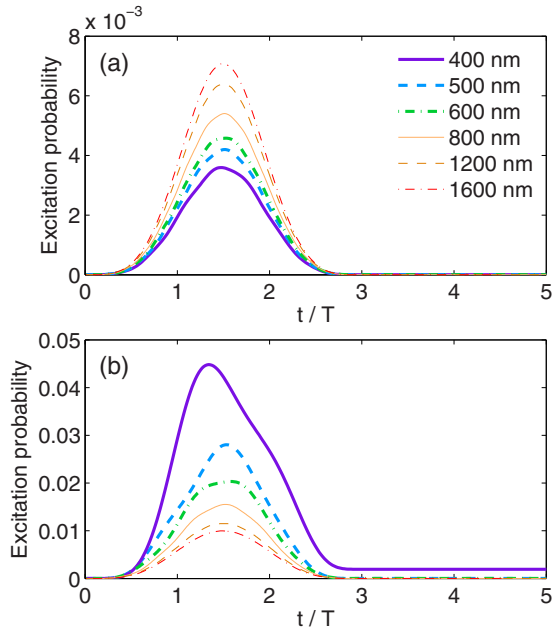 x 10⁻³
8
6
4
2
0
Excitation probability
(a)
400 nm
500 nm
600 nm
800 nm
1200 nm
1600 nm
0 1 2 3 4 5
t / T
0.05
0.04
0.03
0.02
0.01
0
Excitation probability
(b)
0 1 2 3 4 5
t / T